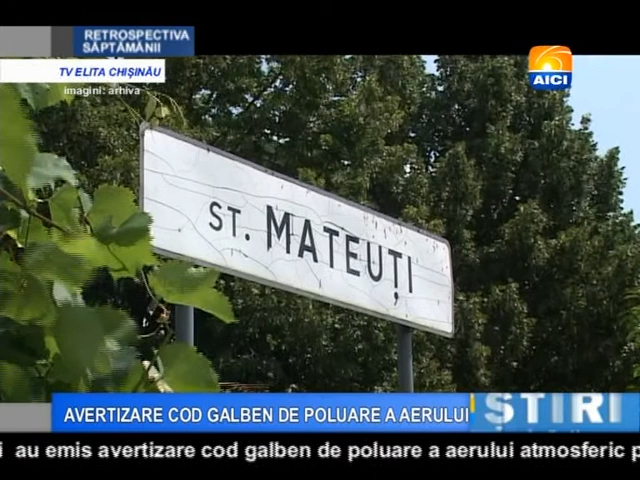 RETROSPECTIVA
SĂPTĂMÂNII
TV ELITA CHIȘINĂU
imagini: arhiva
AICI
ST. MATEUȚI
AVERTIZARE COD GALBEN DE POLUARE A AERULUI
ȘTIRI
i au emis avertizare cod galben de poluare a aerului atmosferic p